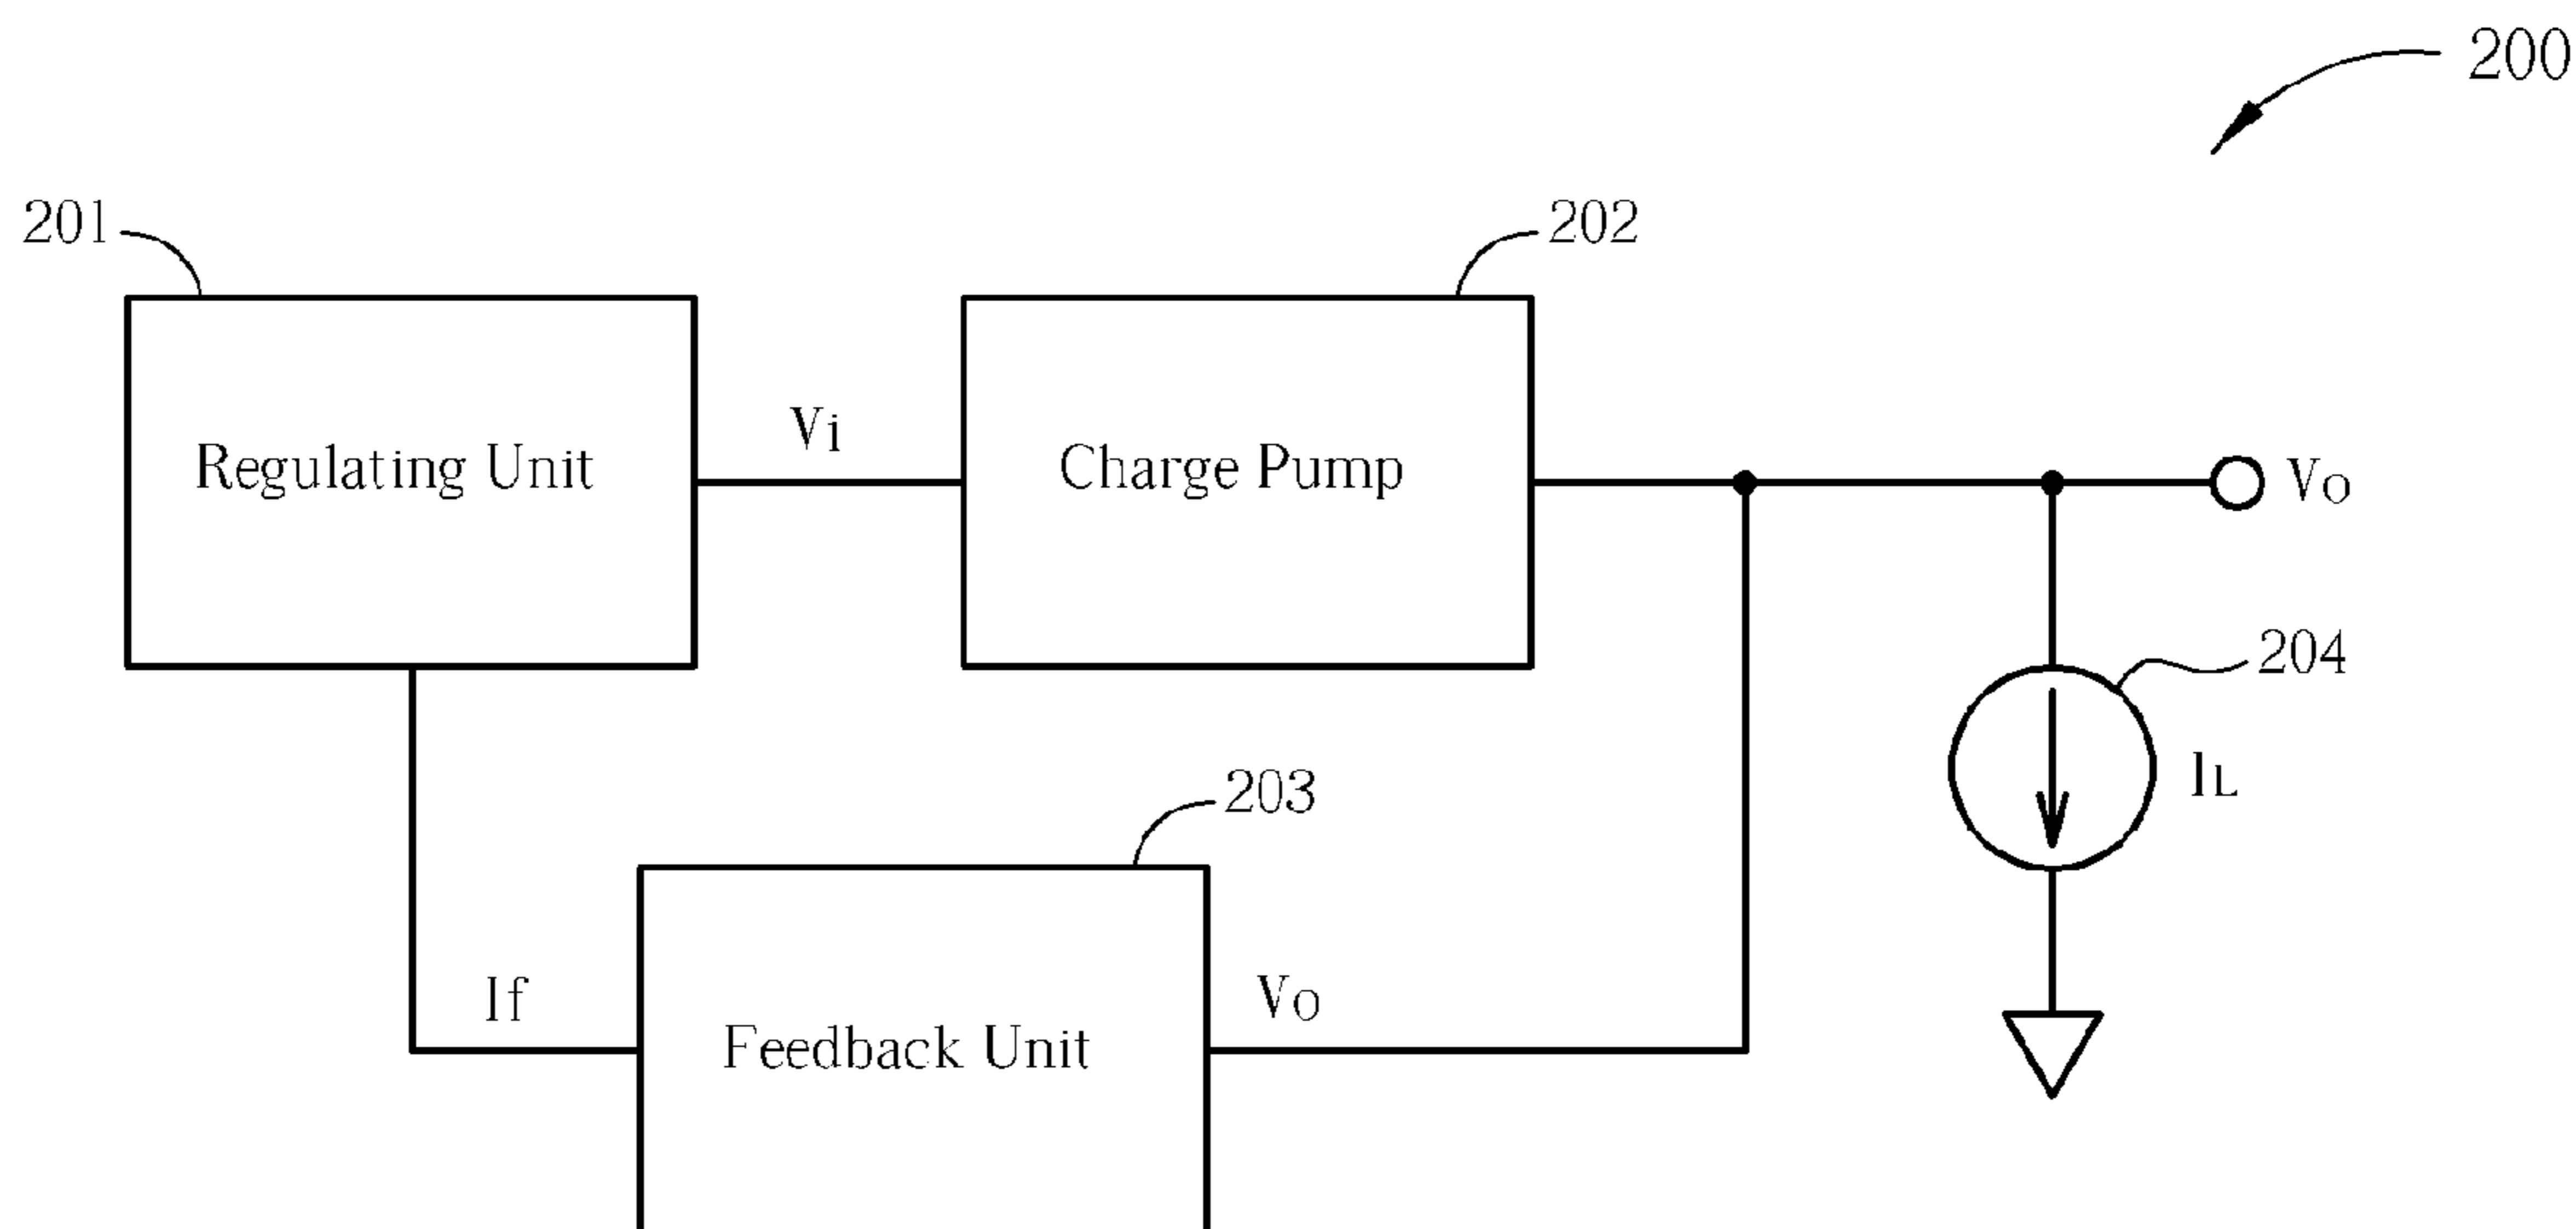 200
201
202
Vi
Regulating Unit
Charge Pump
Vo
204
IL
203
If
Vo
Feedback Unit